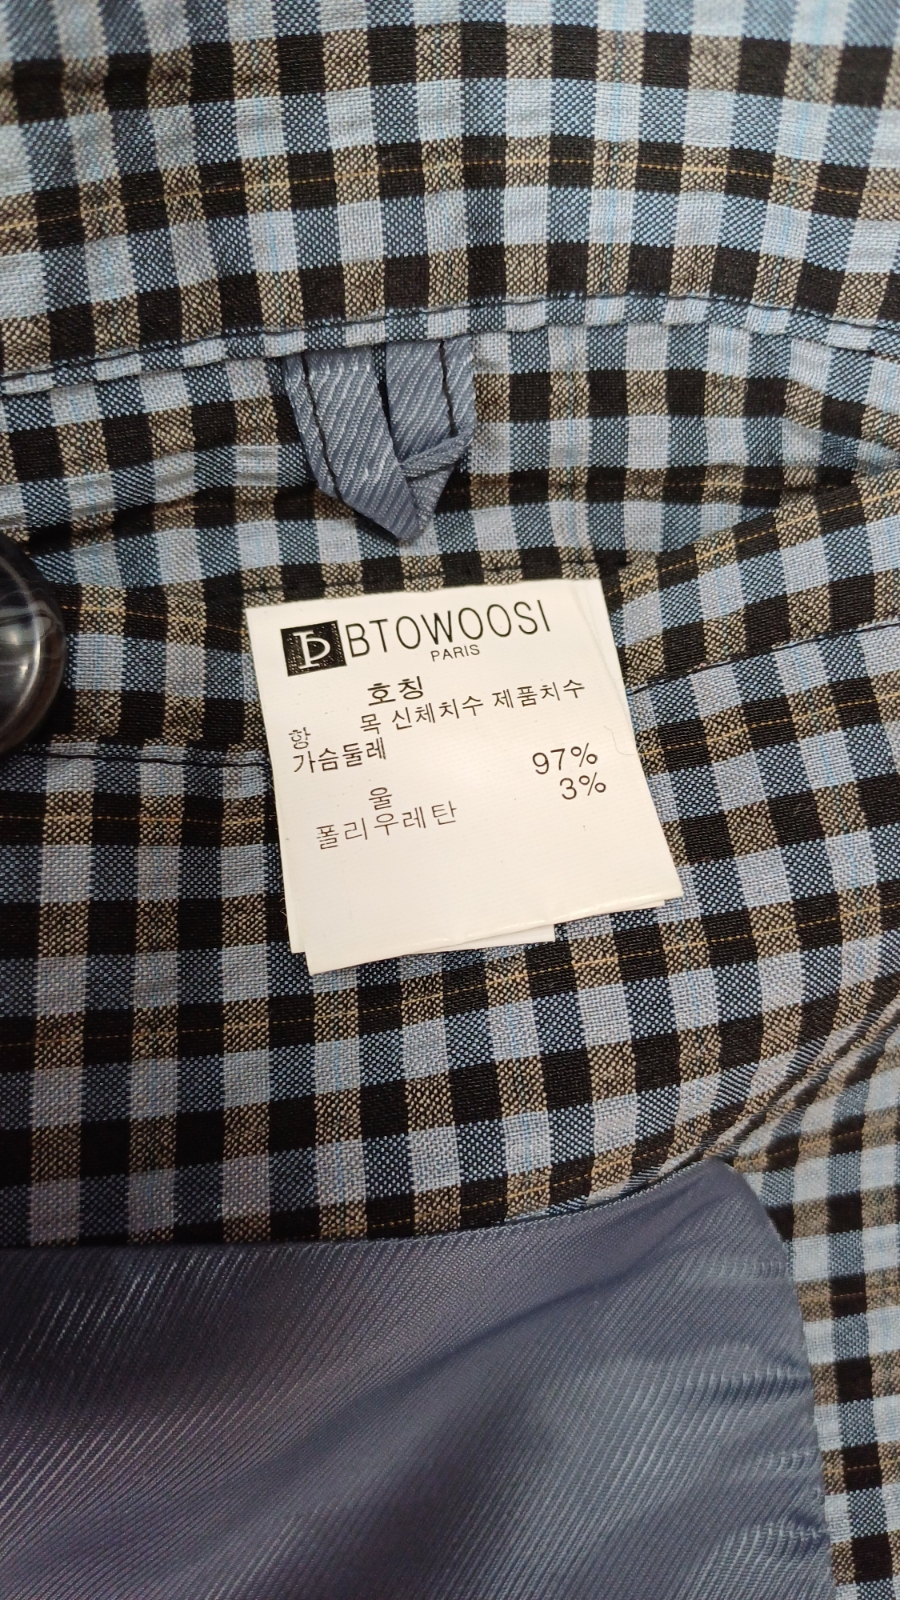 BTOWOOSI
PARIS
호칭
항 목 신체치수 제품치수
가슴둘레
울 97%
폴리우레탄 3%